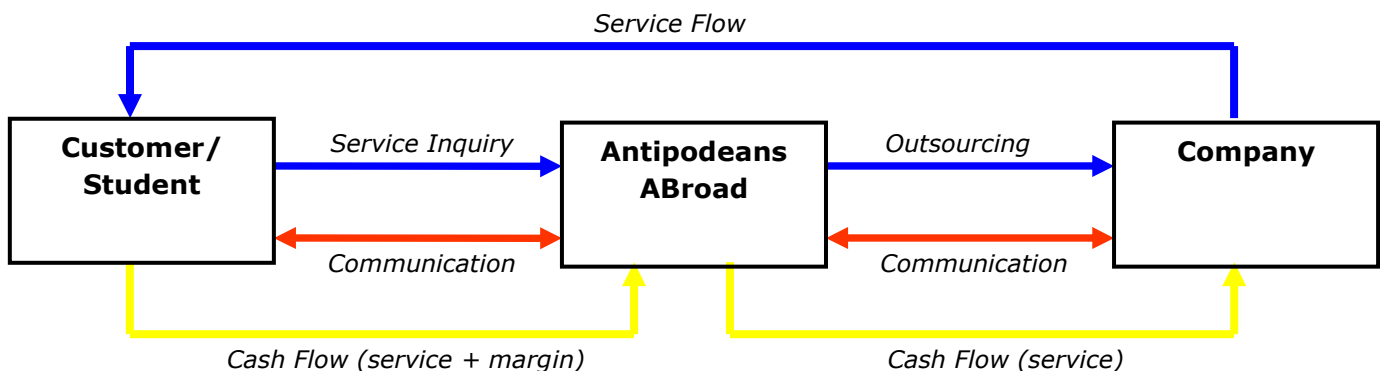 Service Flow
Customer/
Student
Service Inquiry
Antipodeans
ABroad
Outsourcing
Company
Communication
Communication
Cash Flow (service + margin)
Cash Flow (service)